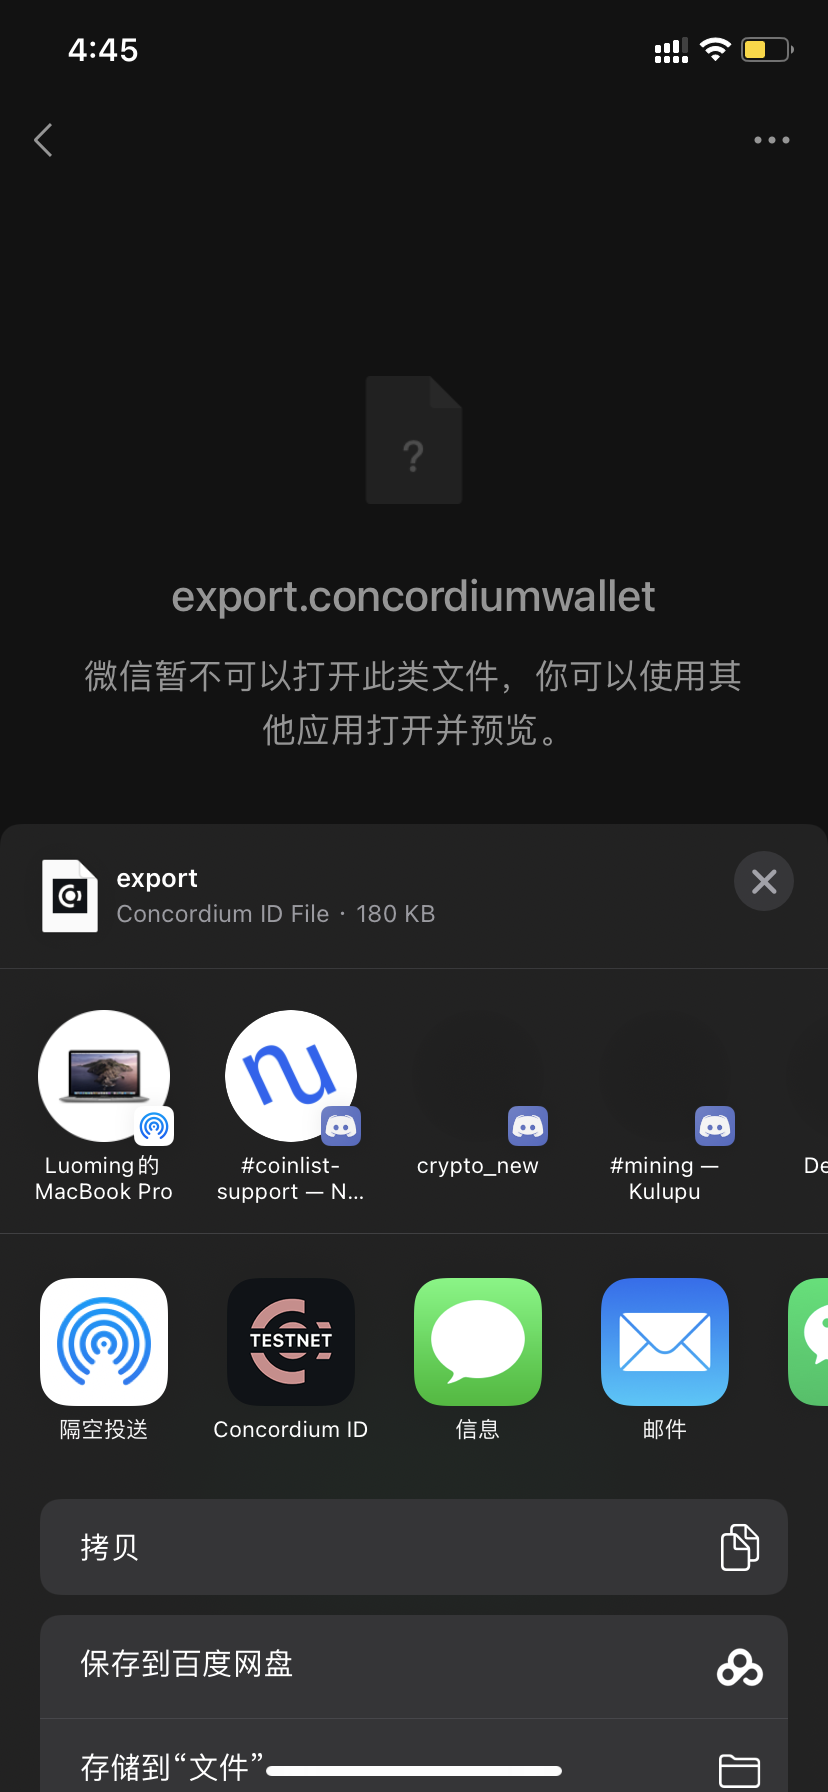 4:45
?
export.concordiumwallet
微信暂不可以打开此类文件，你可以使用其
他应用打开并预览。
export
Concordium ID File · 180 KB
Luoming的
MacBook Pro
#coinlist-
support — N...
crypto_new
#mining —
Kulupu
De
TESTNET
隔空投送
Concordium ID
信息
邮件
拷贝
保存到百度网盘
存储到“文件”